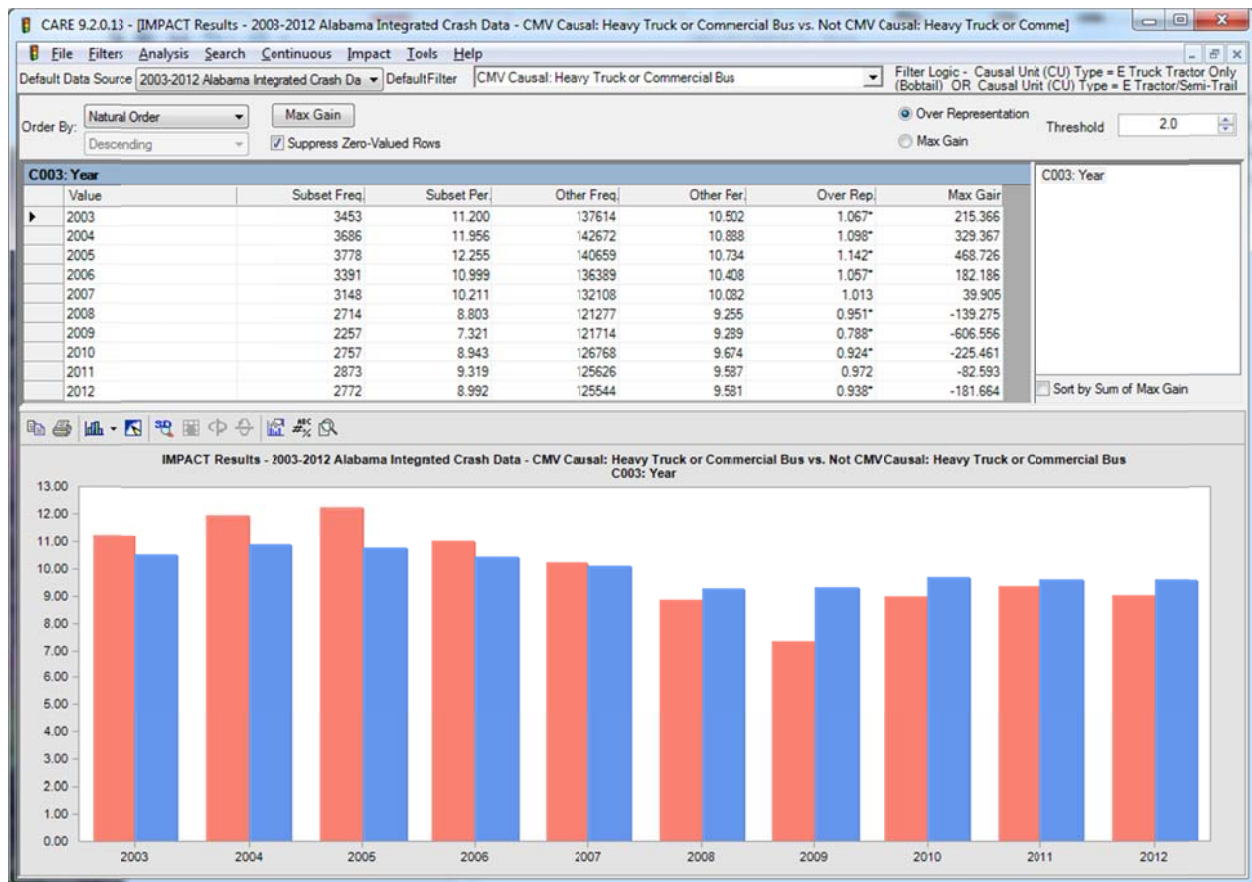 CARE 9.2.0.13 - [IMPACT Results - 2003-2012 Alabama Integrated Crash Data - CMV Causal: Heavy Truck or Commercial Bus vs. Not CMV Causal: Heavy Truck or Comme]
File Filters Analysis Search Continuous Impact Tools Help
Default Data Source 2003-2012 Alabama Integrated Crash Da DefaultFilter CMV Causal: Heavy Truck or Commercial Bus Filter Logic - Causal Unit (CU) Type = E Truck Tractor Only
(Bobtail) OR Causal Unit (CU) Type = E Tractor/Semi-Trail
Order By: Natural Order Max Gain Over Representation Threshold 2.0
Descending Suppress Zero-Valued Rows Max Gain
C003: Year C003: Year
Value Subset Freq. Subset Per. Other Freq. Other Per. Over Rep. Max Gain
2003 3453 11.200 137614 10.502 1.067* 215.366
2004 3686 11.956 142672 10.888 1.098* 329.367
2005 3778 12.255 140659 10.734 1.142* 468.726
2006 3391 10.999 136389 10.408 1.057* 182.186
2007 3148 10.211 132108 10.082 1.013 39.905
2008 2714 8.803 121277 9.255 0.951* -139.275
2009 2257 7.321 121714 9.289 0.788* -606.556
2010 2757 8.943 126768 9.674 0.924* -225.461
2011 2873 9.319 125626 9.587 0.972 -82.593
2012 2772 8.992 125544 9.581 0.938* -181.664
Sort by Sum of Max Gain
3D ABC #%
IMPACT Results - 2003-2012 Alabama Integrated Crash Data - CMV Causal: Heavy Truck or Commercial Bus vs. Not CMV Causal: Heavy Truck or Commercial Bus
C003: Year
13.00
12.00
11.00
10.00
9.00
8.00
7.00
6.00
5.00
4.00
3.00
2.00
1.00
0.00
2003 2004 2005 2006 2007 2008 2009 2010 2011 2012